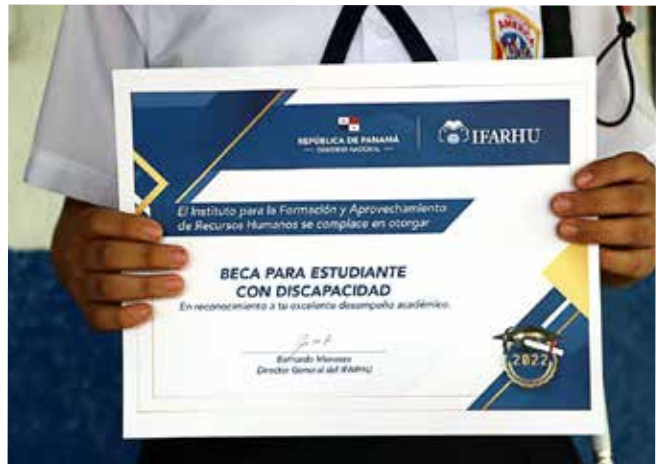 AMERICA
REPÚBLICA DE PANAMÁ
— GOBIERNO NACIONAL —
IFARHU
El Instituto para la Formación y Aprovechamiento
de Recursos Humanos se complace en otorgar
BECA PARA ESTUDIANTE
CON DISCAPACIDAD
En reconocimiento a tu excelente desempeño académico.
Bernardo Meneses
Director General del IFARHU
2022